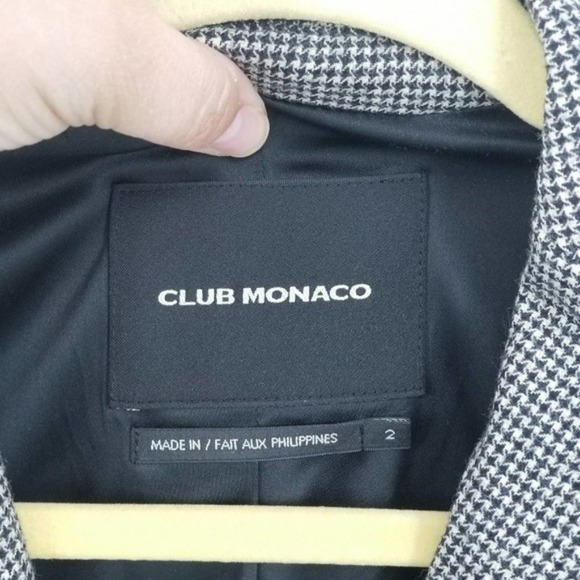 CLUB MONACO
MADE IN / FAIT AUX PHILIPPINES
2